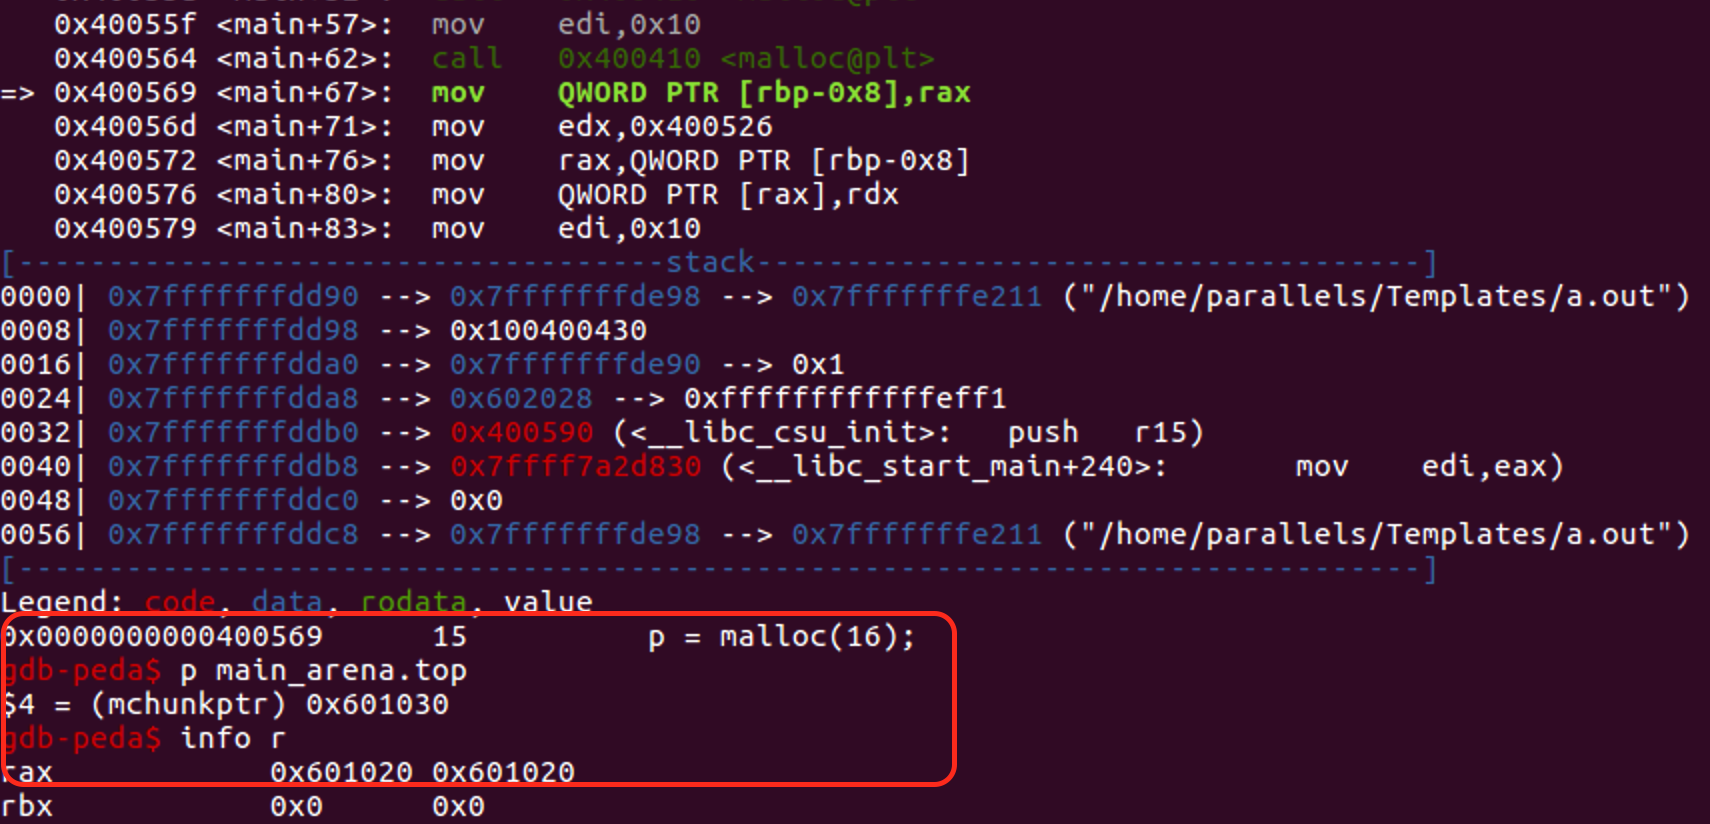 0x40055f <main+57>: mov edi,0x10
0x400564 <main+62>: call 0x400410 <malloc@plt>
=> 0x400569 <main+67>: mov QWORD PTR [rbp-0x8],rax
0x40056d <main+71>: mov edx,0x400526
0x400572 <main+76>: mov rax,QWORD PTR [rbp-0x8]
0x400576 <main+80>: mov QWORD PTR [rax],rdx
0x400579 <main+83>: mov edi,0x10
[------------------------------------stack-------------------------------------]
0000| 0x7fffffffdd90 --> 0x7fffffffde98 --> 0x7fffffffe211 ("/home/parallels/Templates/a.out")
0008| 0x7fffffffdd98 --> 0x100400430
0016| 0x7fffffffdda0 --> 0x7fffffffde90 --> 0x1
0024| 0x7fffffffdda8 --> 0x602028 --> 0xffffffffffffeff1
0032| 0x7fffffffddb0 --> 0x400590 (<__libc_csu_init>: push r15)
0040| 0x7fffffffddb8 --> 0x7ffff7a2d830 (<__libc_start_main+240>: mov edi,eax)
0048| 0x7fffffffddc0 --> 0x0
0056| 0x7fffffffddc8 --> 0x7fffffffde98 --> 0x7fffffffe211 ("/home/parallels/Templates/a.out")
[------------------------------------------------------------------------------]
Legend: code, data, rodata, value
0x0000000000400569 15 p = malloc(16);
gdb-peda$ p main_arena.top
$4 = (mchunkptr) 0x601030
gdb-peda$ info r
rax 0x601020 0x601020
rbx 0x0 0x0